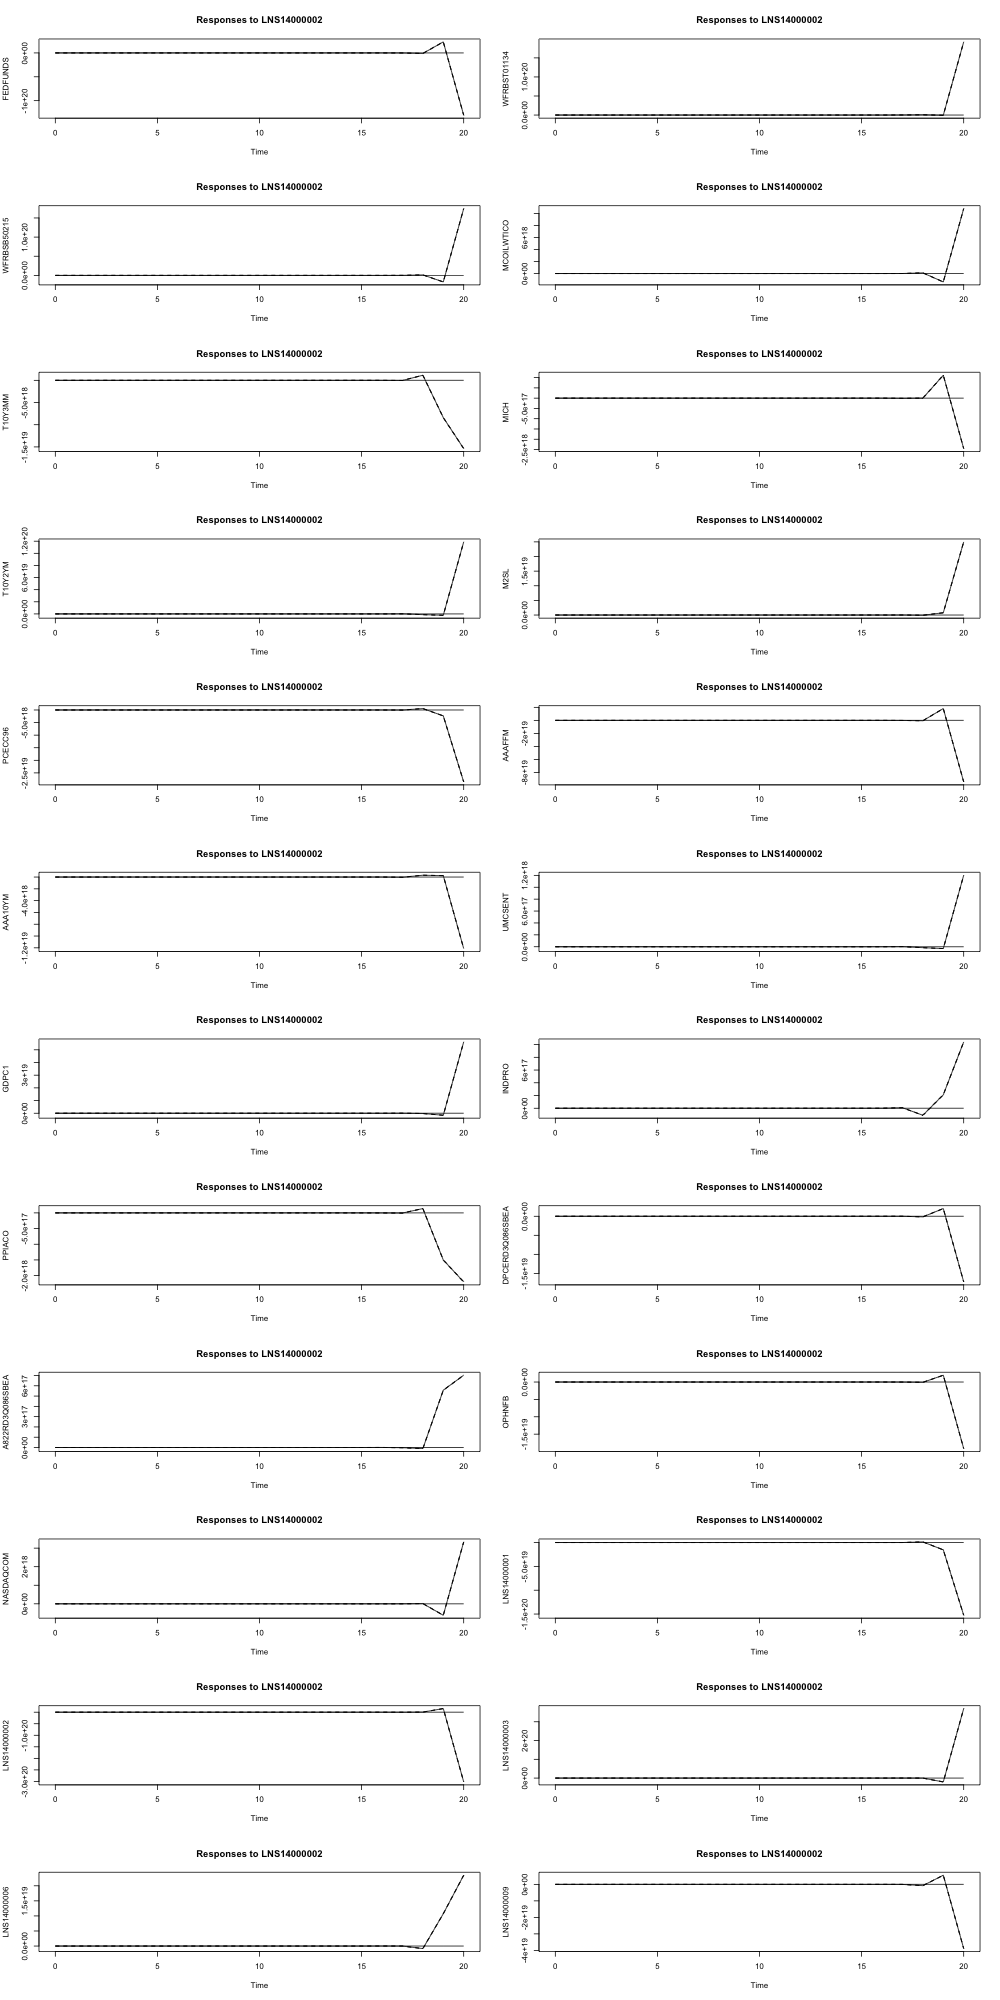 Responses to LNS14000002
FEDFUNDS
0e+00
-1e+20
0 5 10 15 20
Time
Responses to LNS14000002
WFRBST01134
1.0e+20
0.0e+00
0 5 10 15 20
Time
Responses to LNS14000002
WFRBSB50215
1.0e+20
0.0e+00
0 5 10 15 20
Time
Responses to LNS14000002
MCOILWTICO
6e+18
0e+00
0 5 10 15 20
Time
Responses to LNS14000002
T10Y3MM
-5.0e+18
-1.5e+19
0 5 10 15 20
Time
Responses to LNS14000002
MICH
-5.0e+17
-2.5e+18
0 5 10 15 20
Time
Responses to LNS14000002
T10Y2YM
1.2e+20
6.0e+19
0.0e+00
0 5 10 15 20
Time
Responses to LNS14000002
M2SL
1.5e+19
0.0e+00
0 5 10 15 20
Time
Responses to LNS14000002
PCECC96
-5.0e+18
-2.5e+19
0 5 10 15 20
Time
Responses to LNS14000002
AAAFFM
-2e+19
-8e+19
0 5 10 15 20
Time
Responses to LNS14000002
AAA10YM
-4.0e+18
-1.2e+19
0 5 10 15 20
Time
Responses to LNS14000002
UMCSENT
1.2e+18
6.0e+17
0.0e+00
0 5 10 15 20
Time
Responses to LNS14000002
GDPC1
3e+19
0e+00
0 5 10 15 20
Time
Responses to LNS14000002
INDPRO
6e+17
0e+00
0 5 10 15 20
Time
Responses to LNS14000002
PPIACO
-5.0e+17
-2.0e+18
0 5 10 15 20
Time
Responses to LNS14000002
DPCERD3Q086SBEA
0.0e+00
-1.5e+19
0 5 10 15 20
Time
Responses to LNS14000002
A822RD3Q086SBEA
6e+17
3e+17
0e+00
0 5 10 15 20
Time
Responses to LNS14000002
OPHNFB
0.0e+00
-1.5e+19
0 5 10 15 20
Time
Responses to LNS14000002
NASDAQCOM
2e+18
0e+00
0 5 10 15 20
Time
Responses to LNS14000002
LNS14000001
-5.0e+19
-1.5e+20
0 5 10 15 20
Time
Responses to LNS14000002
LNS14000002
-1.0e+20
-3.0e+20
0 5 10 15 20
Time
Responses to LNS14000002
LNS14000003
2e+20
0e+00
0 5 10 15 20
Time
Responses to LNS14000002
LNS14000006
1.5e+19
0.0e+00
0 5 10 15 20
Time
Responses to LNS14000002
LNS14000009
0e+00
-2e+19
-4e+19
0 5 10 15 20
Time